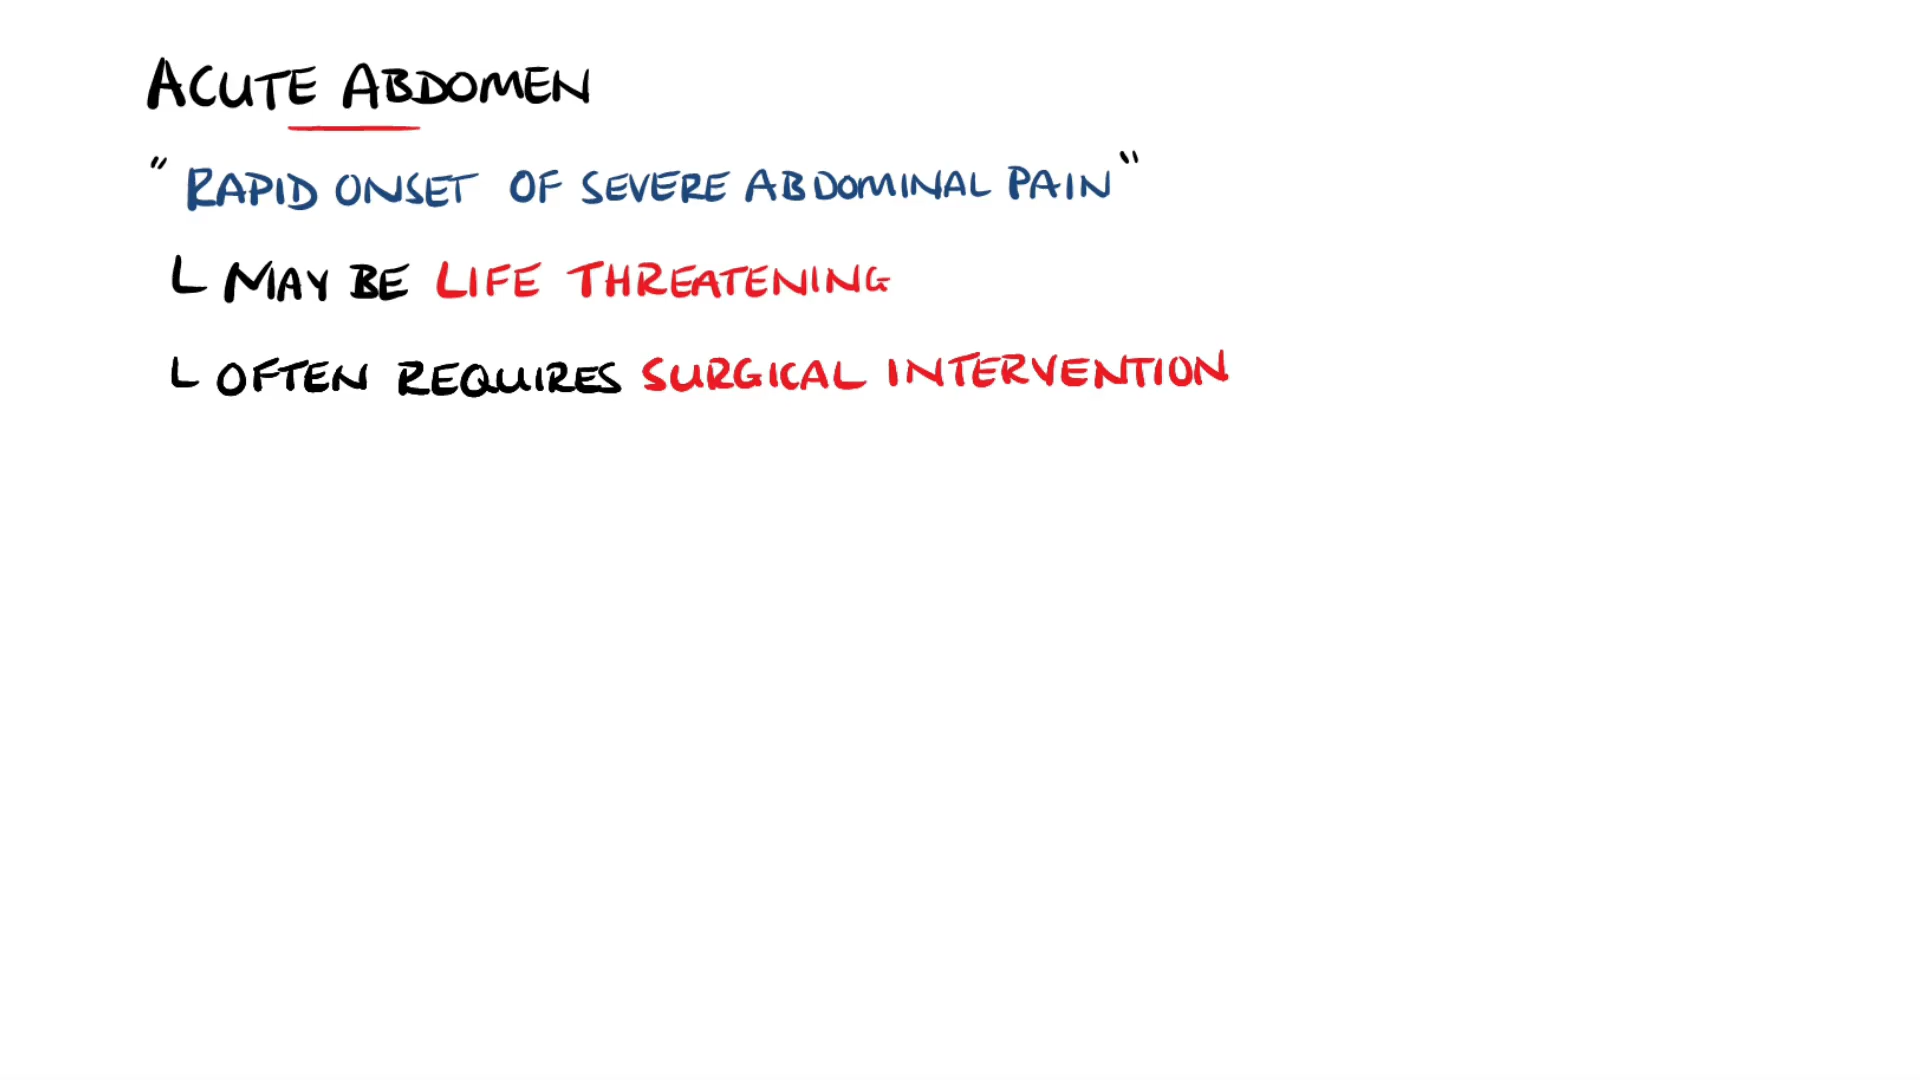 ACUTE ABDOMEN
"RAPID ONSET OF SEVERE ABDOMINAL PAIN"
L MAY BE LIFE THREATENING
L OFTEN REQUIRES SURGICAL INTERVENTION